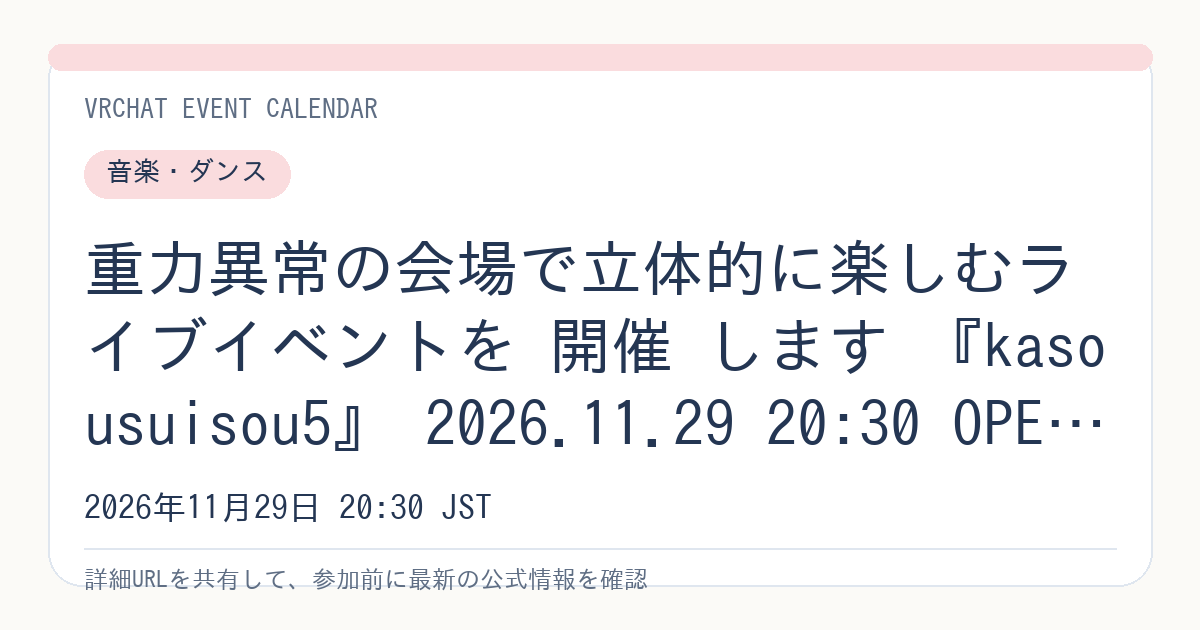 VRCHAT EVENT CALENDAR
音楽・ダンス
重力異常の会場で立体的に楽しむラ
イブイベントを 開催 します 『kaso
usuisou5』 2026.11.29 20:30 OPE…
2026年11月29日 20:30 JST
詳細URLを共有して、参加前に最新の公式情報を確認